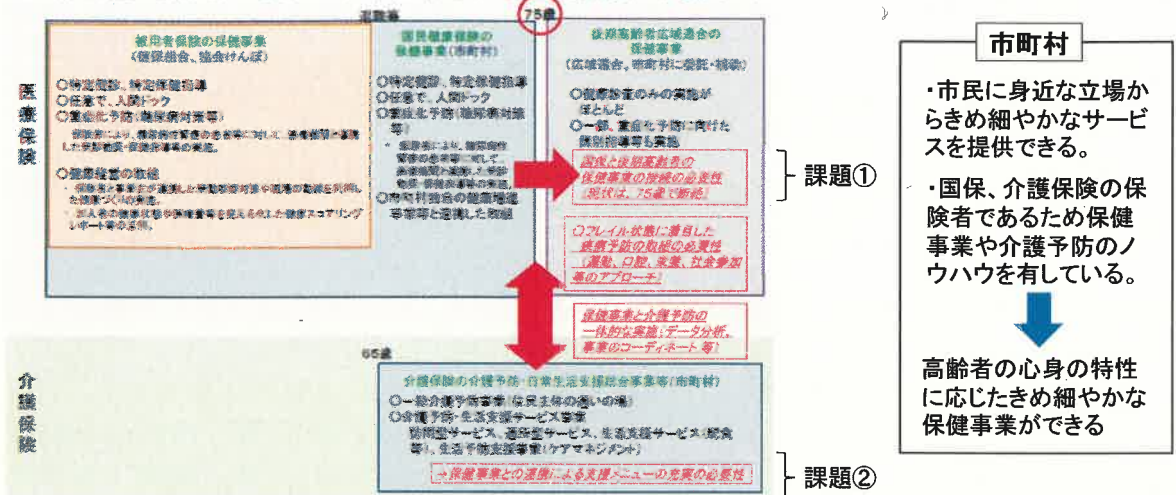 退職等
75歳
医療保険
被用者保険の保健事業
(健保組合、協会けんぽ)
〇特定健診、特定保健指導
〇任意で、人間ドック
〇重症化予防(糖尿病対策等)
〇健康経営の取組
国民健康保険の
保健事業(市町村)
〇特定健診、特定保健指導
〇任意で、人間ドック
〇重症化予防(糖尿病対策
等)
〇市町村独自の健康増進
事業等と連携した取組
後期高齢者広域連合の
保健事業
(広域連合、市町村に委託・補助)
〇健康診査のみの実施が
ほとんど
〇一部、重症化予防に向けた
個別指導等も実施
国保と後期高齢者の
保健事業の接続の必要性
(現状は、75歳で断絶)
〇フレイル状態に着目した
疾病予防の取組の必要性
(運動、口腔、栄養、社会参加
等のアプローチ)
課題①
保健事業と介護予防の
一体的な実施(データ分析、
事業のコーディネート等)
介護保険
65歳
介護保険の介護予防・日常生活支援総合事業等(市町村)
〇一般介護予防事業(住民主体の通いの場)
〇介護予防・生活支援サービス事業
訪問型サービス、通所型サービス、生活支援サービス(配食
等)、生活予防支援事業(ケアマネジメント)
→保健事業との連携による支援メニューの充実の必要性
課題②
市町村
・市民に身近な立場か
らきめ細やかなサービ
スを提供できる。
・国保、介護保険の保
険者であるため保健
事業や介護予防のノ
ウハウを有している。
高齢者の心身の特性
に応じたきめ細やかな
保健事業ができる